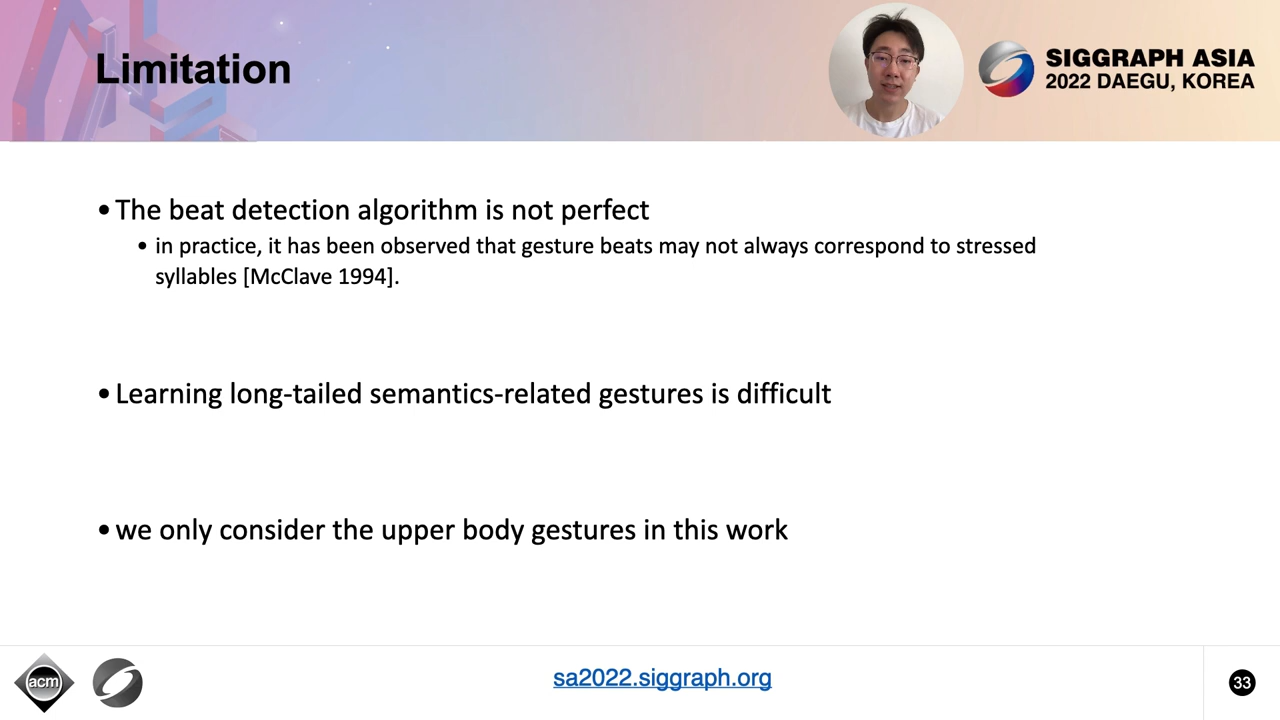 Limitation
SIGGRAPH ASIA
2022 DAEGU, KOREA
• The beat detection algorithm is not perfect
• in practice, it has been observed that gesture beats may not always correspond to stressed
syllables [McClave 1994].
• Learning long-tailed semantics-related gestures is difficult
• we only consider the upper body gestures in this work
acm
sa2022.siggraph.org
33